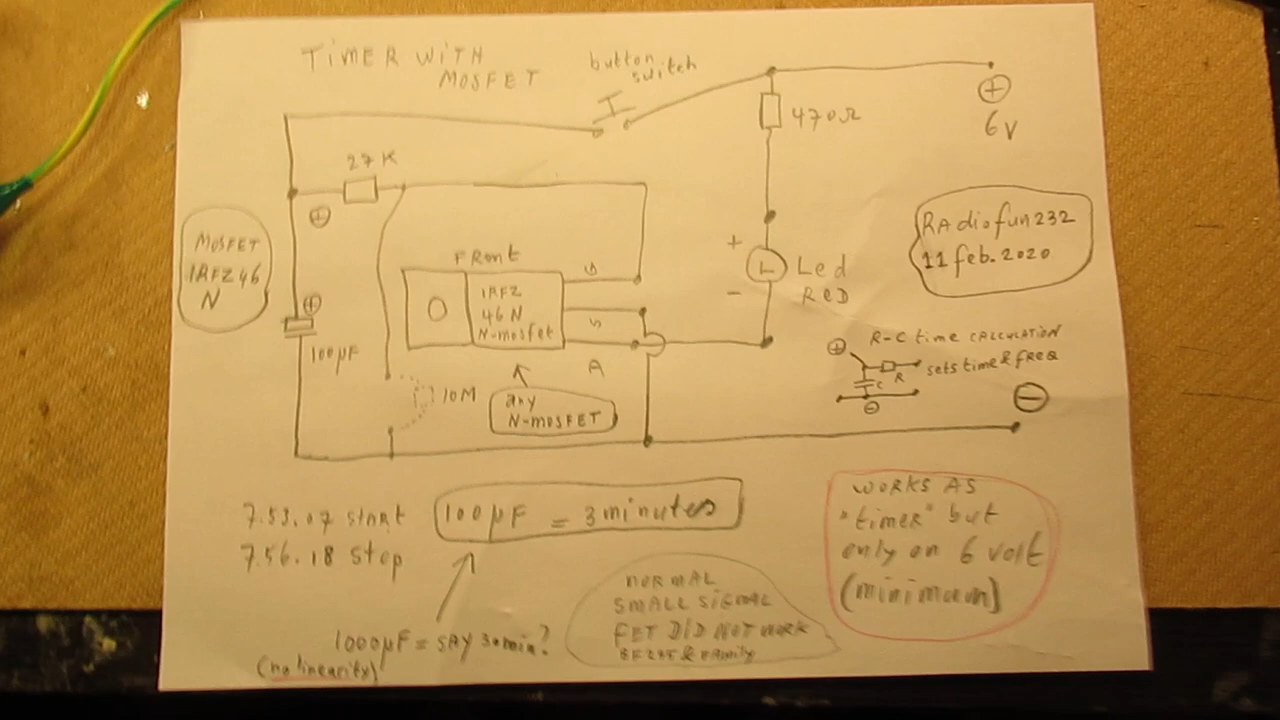 TIMER WITH
MOSFET
button
switch
470Ω
+
6V
27K
+
MOSFET
IRFZ46
N
RAdiofun232
11 feb. 2020
FRont
G
IRFZ
46N
N-mosfet
S
+
-
L
Led
RED
+
100µF
R-C time CALCULATION
sets time & fREQ
+
R
C
-
10M
any
N-MOSFET
-
7.53.07 start
7.56.18 stop
100µF = 3 minutes
WORKS AS
"timer" but
only on 6 volt
(minimum)
NORMAL
SMALL SIGNAL
FET DID NOT WORK
& FAMILY
1000µF = SAY 30min?
(no linearity)